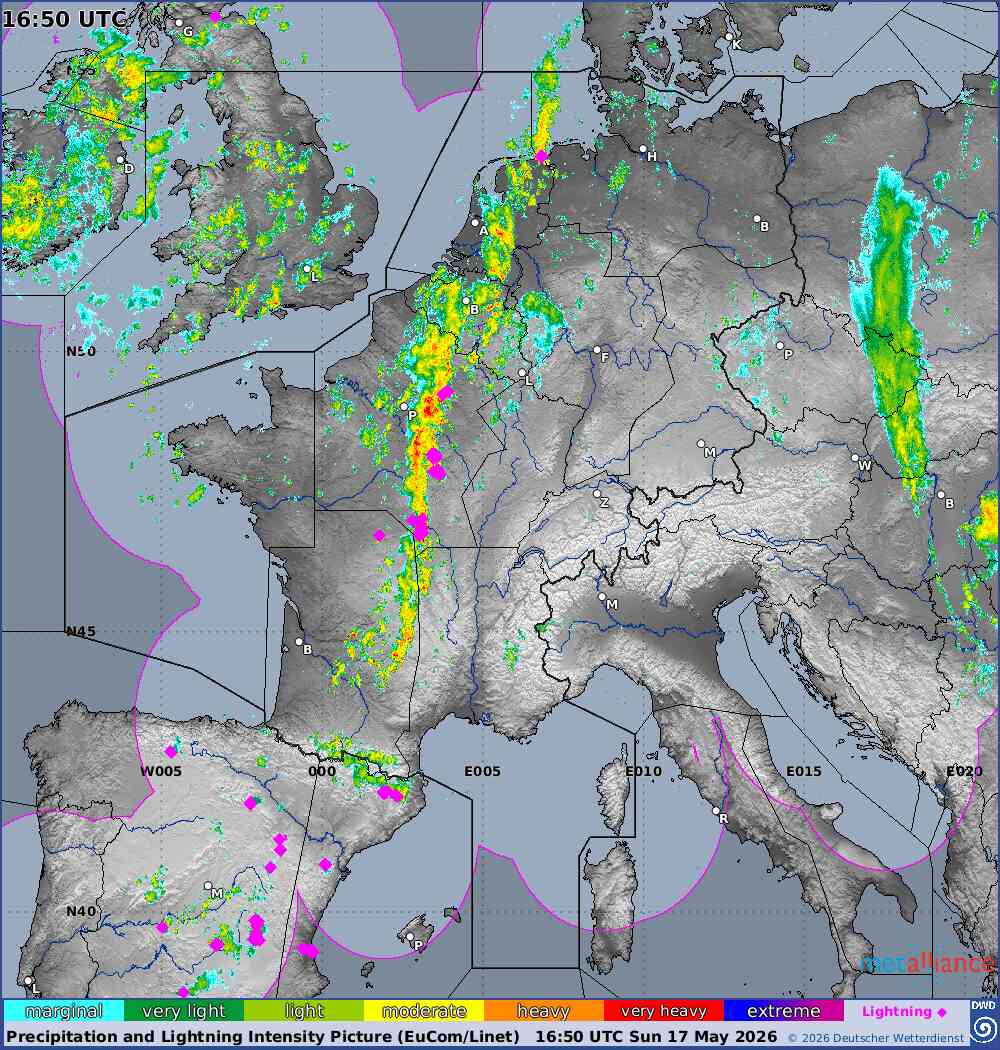 16:50 UTC
G
K
N55
H
D
B
A
L
B
N50
F
P
L
P
M
W
Z
B
M
N45
B
W005
000
E005
E010
E015
E020
R
M
N40
P
L
metalliance
marginal very light light moderate heavy very heavy extreme Lightning
DWD
Precipitation and Lightning Intensity Picture (EuCom/Linet) 16:50 UTC Sun 17 May 2026 © 2026 Deutscher Wetterdienst